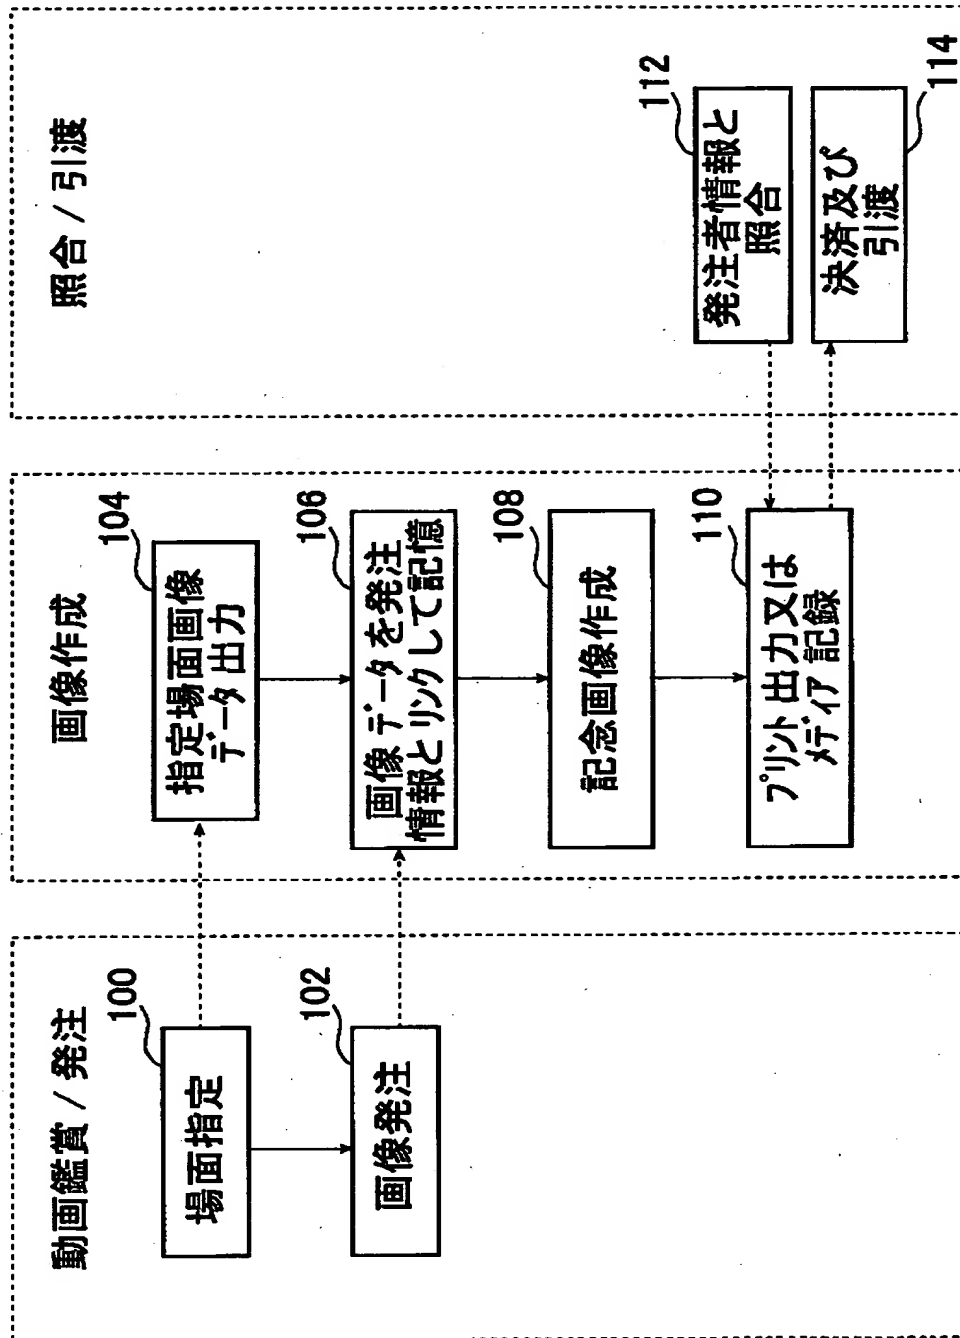 動画鑑賞 / 発注
100
場面指定
102
画像発注
画像作成
104
指定場面画像
データ出力
106
画像データを発注
情報とリンクして記憶
108
記念画像作成
110
プリント出力又は
メディア記録
照合 / 引渡
112
発注者情報と
照合
決済及び
引渡
114